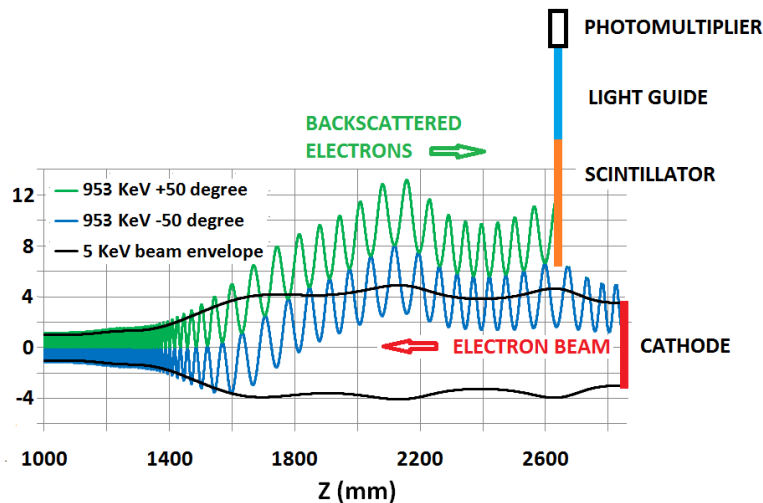 PHOTOMULTIPLIER
LIGHT GUIDE
BACKSCATTERED
ELECTRONS
SCINTILLATOR
953 KeV +50 degree
953 KeV -50 degree
5 KeV beam envelope
12
8
4
0
-4
ELECTRON BEAM
CATHODE
1000
1400
1800
2200
2600
Z (mm)